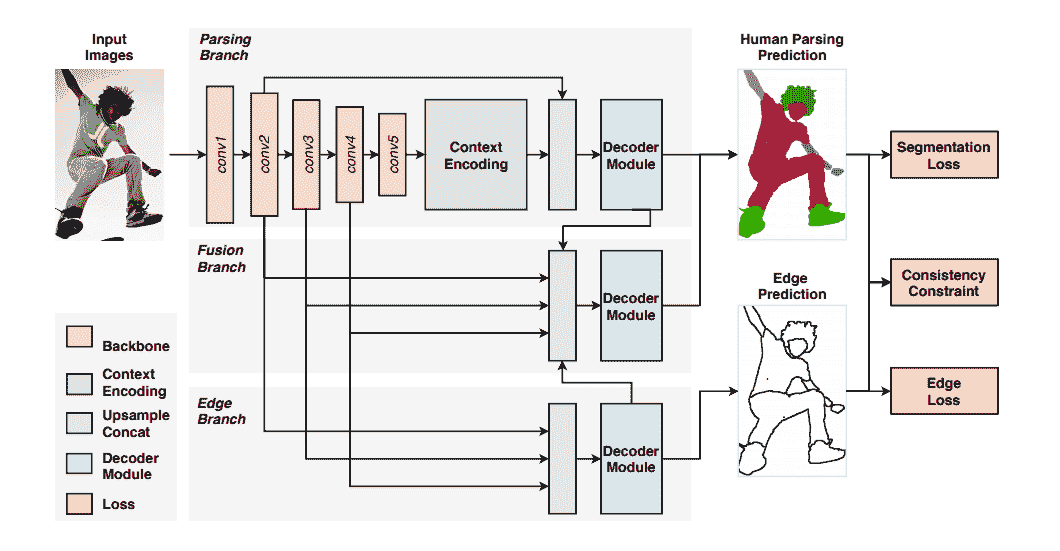 Input
Images
Parsing
Branch
conv1
conv2
conv3
conv4
conv5
Context
Encoding
Decoder
Module
Human Parsing
Prediction
Segmentation
Loss
Fusion
Branch
Decoder
Module
Edge
Prediction
Consistency
Constraint
Edge
Branch
Decoder
Module
Edge
Loss
Backbone
Context
Encoding
Upsample
Concat
Decoder
Module
Loss